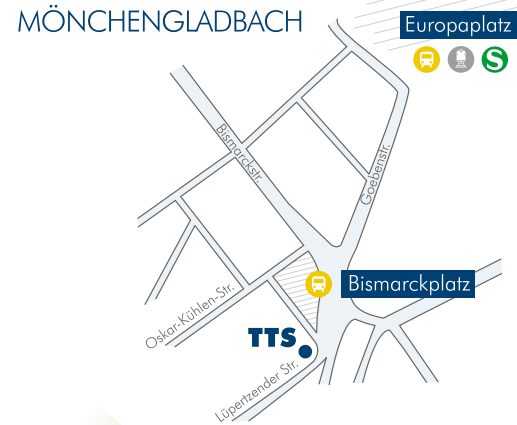 MÖNCHENGLADBACH
Europaplatz
S
Bismarckstr.
Goebenstr.
Bismarckplatz
Oskar-Kühlen-Str.
TTS
Lüpertzender Str.